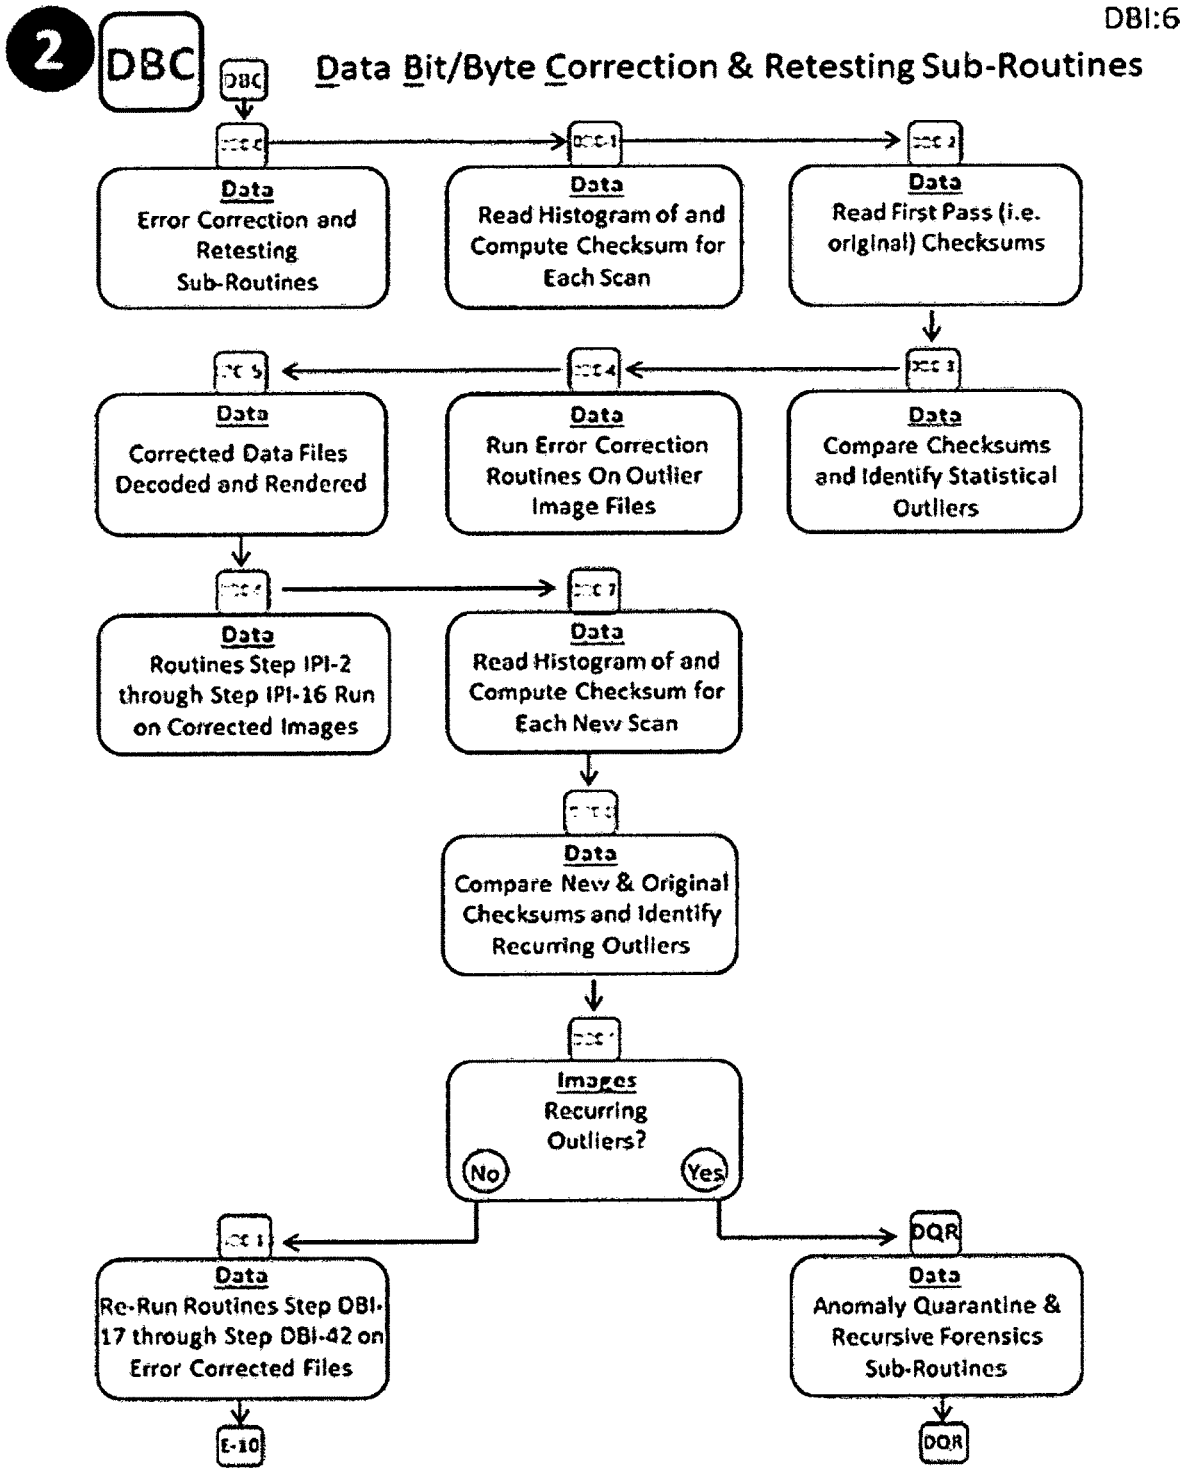 DBI:6
2
DBC
Data Bit/Byte Correction & Retesting Sub-Routines
DBC
DBC-1
Data
Error Correction and
Retesting
Sub-Routines
Data
Read Histogram of and
Compute Checksum for
Each Scan
Data
Read First Pass (i.e.
original) Checksums
Data
Corrected Data Files
Decoded and Rendered
Data
Run Error Correction
Routines On Outlier
Image Files
Data
Compare Checksums
and Identify Statistical
Outliers
Data
Routines Step IPI-2
through Step IPI-16 Run
on Corrected Images
Data
Read Histogram of and
Compute Checksum for
Each New Scan
Data
Compare New & Original
Checksums and Identify
Recurring Outliers
Images
Recurring
Outliers?
No
Yes
DQR
Data
Re-Run Routines Step DBI-
17 through Step DBI-42 on
Error Corrected Files
Data
Anomaly Quarantine &
Recursive Forensics
Sub-Routines
E-10
DQR